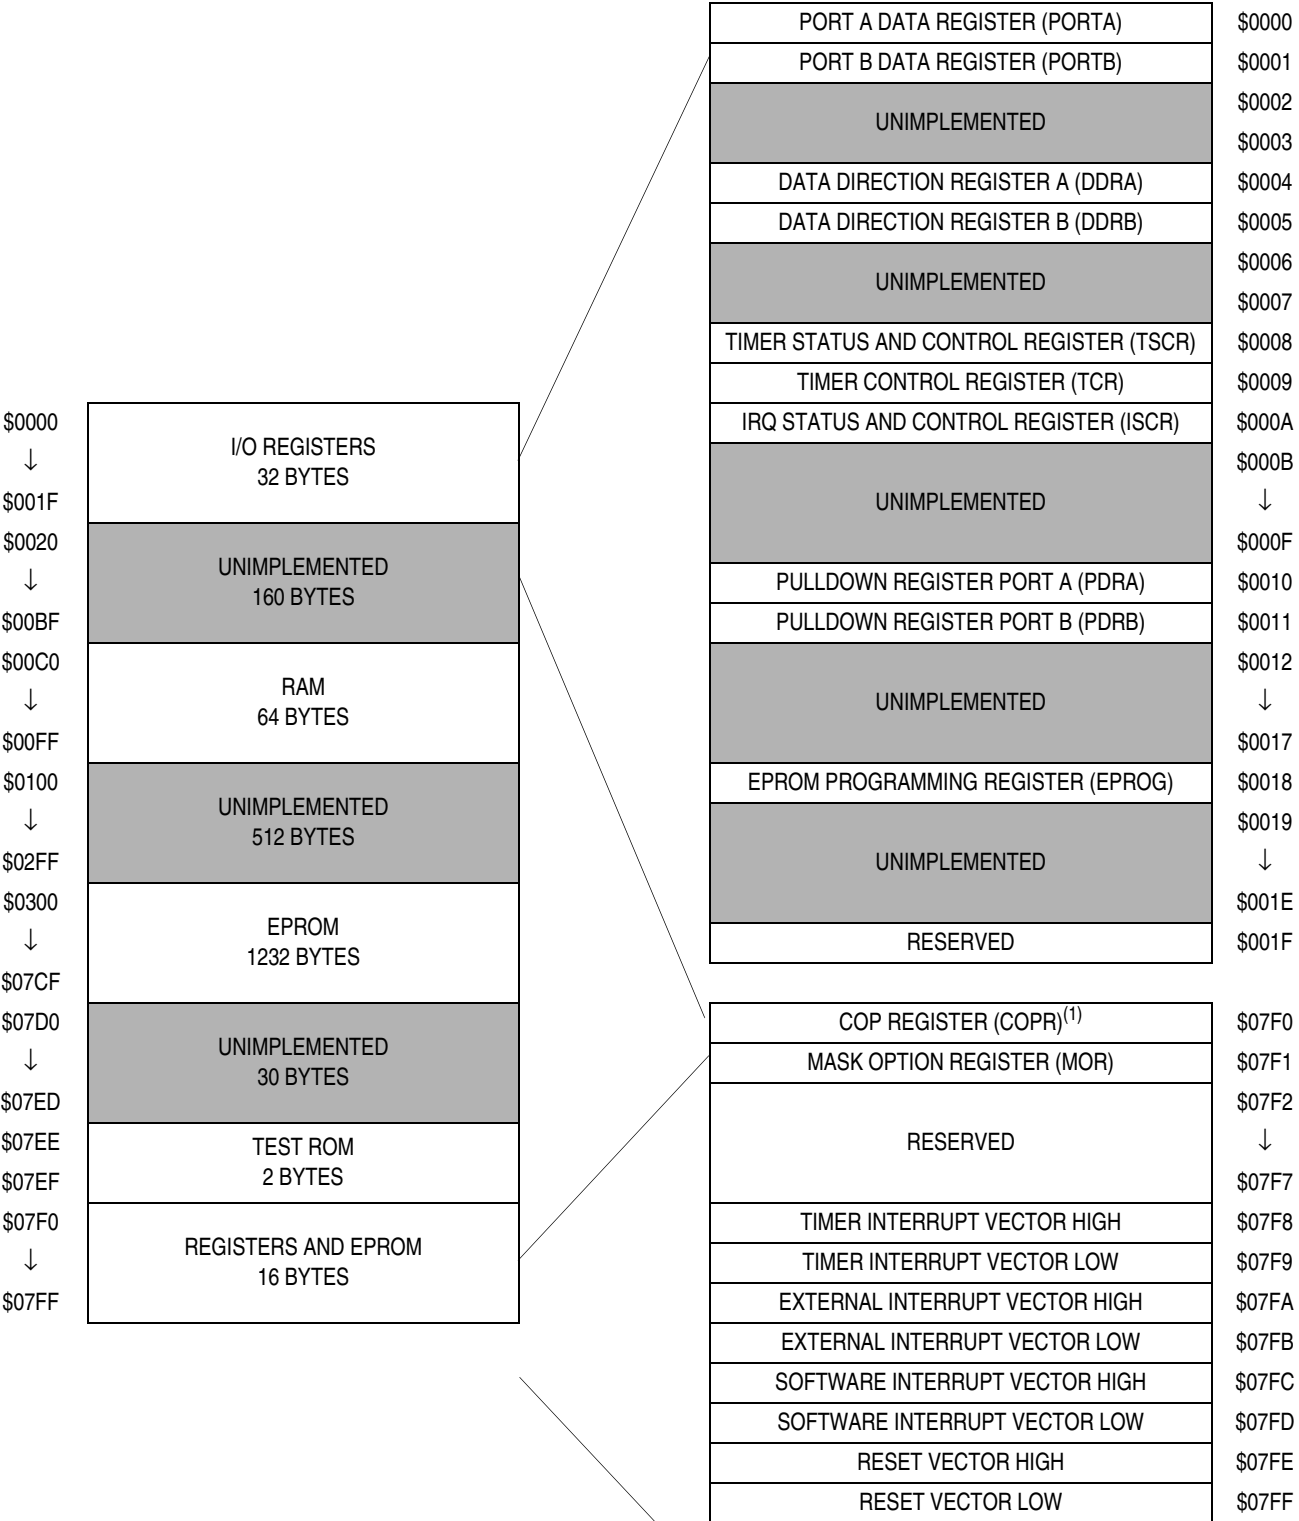 PORT A DATA REGISTER (PORTA) $0000
PORT B DATA REGISTER (PORTB) $0001
UNIMPLEMENTED
$0002
$0003
DATA DIRECTION REGISTER A (DDRA) $0004
DATA DIRECTION REGISTER B (DDRB) $0005
UNIMPLEMENTED
$0006
$0007
TIMER STATUS AND CONTROL REGISTER (TSCR) $0008
TIMER CONTROL REGISTER (TCR) $0009
IRQ STATUS AND CONTROL REGISTER (ISCR) $000A
UNIMPLEMENTED
$000B
↓
$000F
PULLDOWN REGISTER PORT A (PDRA) $0010
PULLDOWN REGISTER PORT B (PDRB) $0011
UNIMPLEMENTED
$0012
↓
$0017
EPROM PROGRAMMING REGISTER (EPROG) $0018
UNIMPLEMENTED
$0019
↓
$001E
RESERVED $001F
$0000
↓
$001F
I/O REGISTERS
32 BYTES
$0020
↓
$00BF
UNIMPLEMENTED
160 BYTES
$00C0
↓
$00FF
RAM
64 BYTES
$0100
↓
$02FF
UNIMPLEMENTED
512 BYTES
$0300
↓
$07CF
EPROM
1232 BYTES
$07D0
↓
$07ED
UNIMPLEMENTED
30 BYTES
$07EE
$07EF
TEST ROM
2 BYTES
$07F0
↓
$07FF
REGISTERS AND EPROM
16 BYTES
COP REGISTER (COPR)(1) $07F0
MASK OPTION REGISTER (MOR) $07F1
RESERVED
$07F2
↓
$07F7
TIMER INTERRUPT VECTOR HIGH $07F8
TIMER INTERRUPT VECTOR LOW $07F9
EXTERNAL INTERRUPT VECTOR HIGH $07FA
EXTERNAL INTERRUPT VECTOR LOW $07FB
SOFTWARE INTERRUPT VECTOR HIGH $07FC
SOFTWARE INTERRUPT VECTOR LOW $07FD
RESET VECTOR HIGH $07FE
RESET VECTOR LOW $07FF